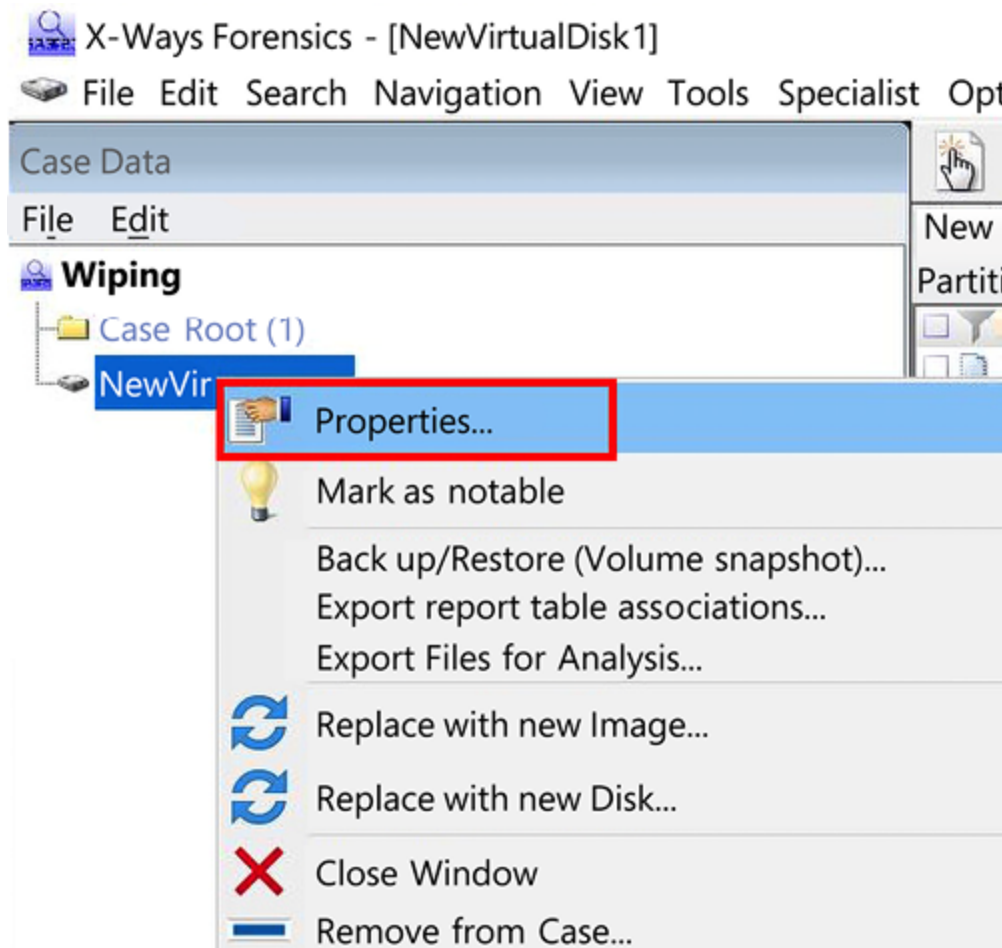 X-Ways Forensics - [NewVirtualDisk1]
File Edit Search Navigation View Tools Specialist Opt
Case Data
File Edit
New
Wiping
Partiti
Case Root (1)
NewVir
Properties...
Mark as notable
Back up/Restore (Volume snapshot)...
Export report table associations...
Export Files for Analysis...
Replace with new Image...
Replace with new Disk...
Close Window
Remove from Case...